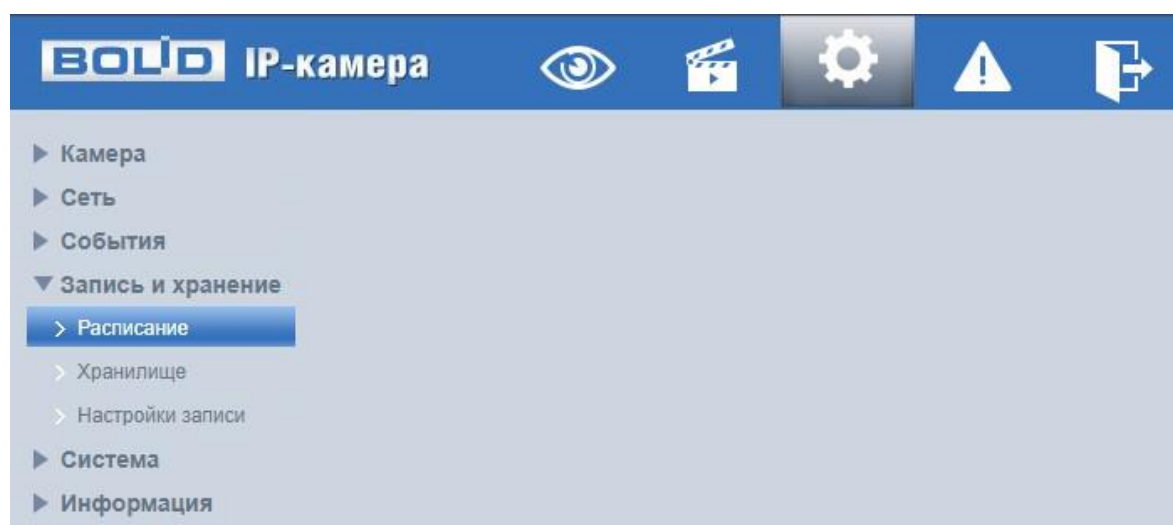 BOLID IP-камера
Камера
Сеть
События
Запись и хранение
Расписание
Хранилище
Настройки записи
Система
Информация